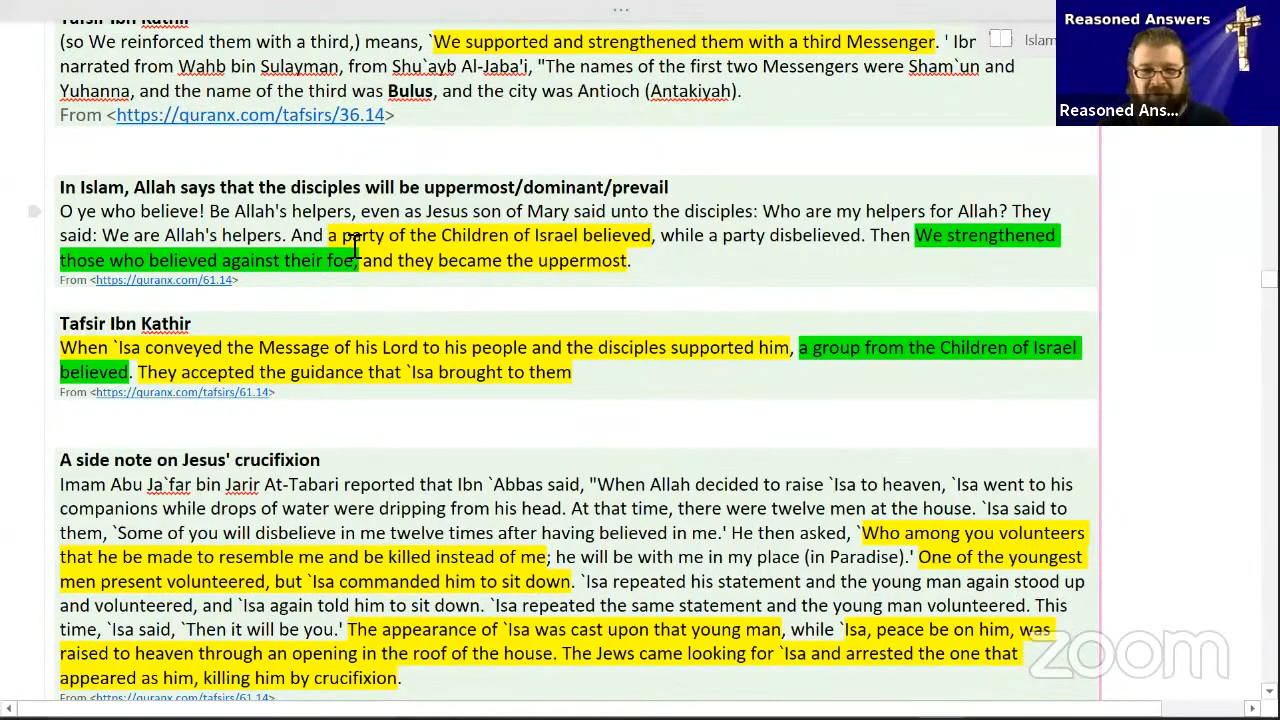 Tafsir Ibn Kathir
(so We reinforced them with a third,) means, `We supported and strengthened them with a third Messenger. ' Ibn
narrated from Wahb bin Sulayman, from Shu`ayb Al-Jaba'i, "The names of the first two Messengers were Sham`un and
Yuhanna, and the name of the third was Bulus, and the city was Antioch (Antakiyah).
From <https://quranx.com/tafsirs/36.14>
Islam
Reasoned Answers
Reasoned Ans...
In Islam, Allah says that the disciples will be uppermost/dominant/prevail
O ye who believe! Be Allah's helpers, even as Jesus son of Mary said unto the disciples: Who are my helpers for Allah? They
said: We are Allah's helpers. And a party of the Children of Israel believed, while a party disbelieved. Then We strengthened
those who believed against their foe, and they became the uppermost.
From <https://quranx.com/61.14>
Tafsir Ibn Kathir
When `Isa conveyed the Message of his Lord to his people and the disciples supported him, a group from the Children of Israel
believed. They accepted the guidance that `Isa brought to them
From <https://quranx.com/tafsirs/61.14>
A side note on Jesus' crucifixion
Imam Abu Ja`far bin Jarir At-Tabari reported that Ibn `Abbas said, "When Allah decided to raise `Isa to heaven, `Isa went to his
companions while drops of water were dripping from his head. At that time, there were twelve men at the house. `Isa said to
them, `Some of you will disbelieve in me twelve times after having believed in me.' He then asked, `Who among you volunteers
that he be made to resemble me and be killed instead of me; he will be with me in my place (in Paradise).' One of the youngest
men present volunteered, but `Isa commanded him to sit down. `Isa repeated his statement and the young man again stood up
and volunteered, and `Isa again told him to sit down. `Isa repeated the same statement and the young man volunteered. This
time, `Isa said, `Then it will be you.' The appearance of `Isa was cast upon that young man, while `Isa, peace be on him, was
raised to heaven through an opening in the roof of the house. The Jews came looking for `Isa and arrested the one that
appeared as him, killing him by crucifixion.
From <https://quranx.com/tafsirs/61.14>
zoom